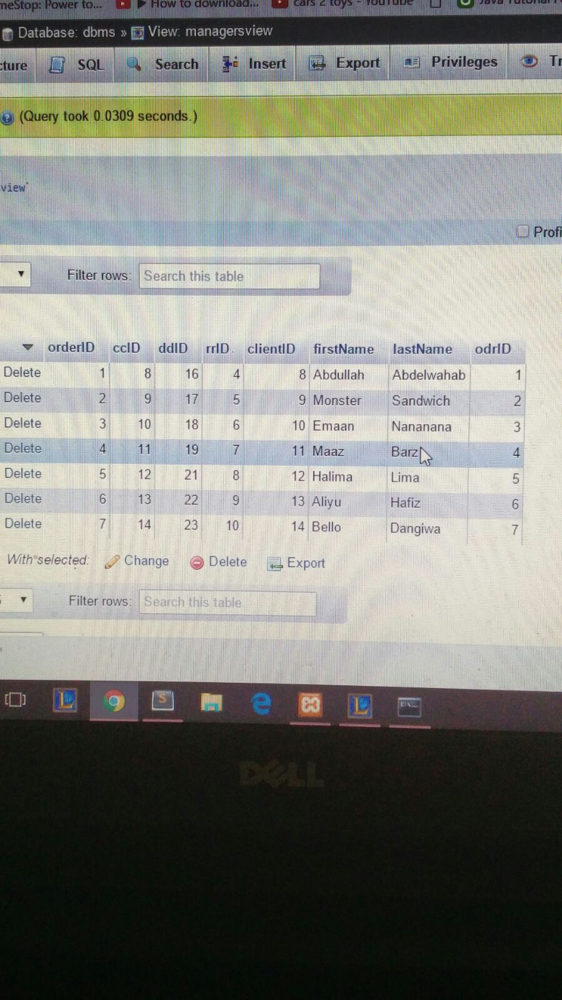 meStop: Power to... How to download... cars 2 toys - YouTube
Database: dbms » View: managersview
cture SQL Search Insert Export Privileges Tr
(Query took 0.0309 seconds.)
view`
Profi
Filter rows: Search this table
orderID ccID ddID rrID clientID firstName lastName odrID
Delete 1 8 16 4 8 Abdullah Abdelwahab 1
Delete 2 9 17 5 9 Monster Sandwich 2
Delete 3 10 18 6 10 Emaan Nananana 3
Delete 4 11 19 7 11 Maaz Barz 4
Delete 5 12 21 8 12 Halima Lima 5
Delete 6 13 22 9 13 Aliyu Hafiz 6
Delete 7 14 23 10 14 Bello Dangiwa 7
With selected: Change Delete Export
Filter rows: Search this table
DELL